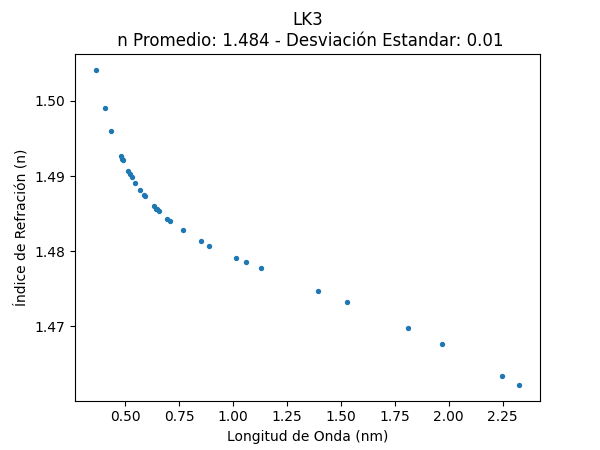 LK3
n Promedio: 1.484 - Desviación Estandar: 0.01
Índice de Refración (n)
1.50
1.49
1.48
1.47
0.50 0.75 1.00 1.25 1.50 1.75 2.00 2.25
Longitud de Onda (nm)